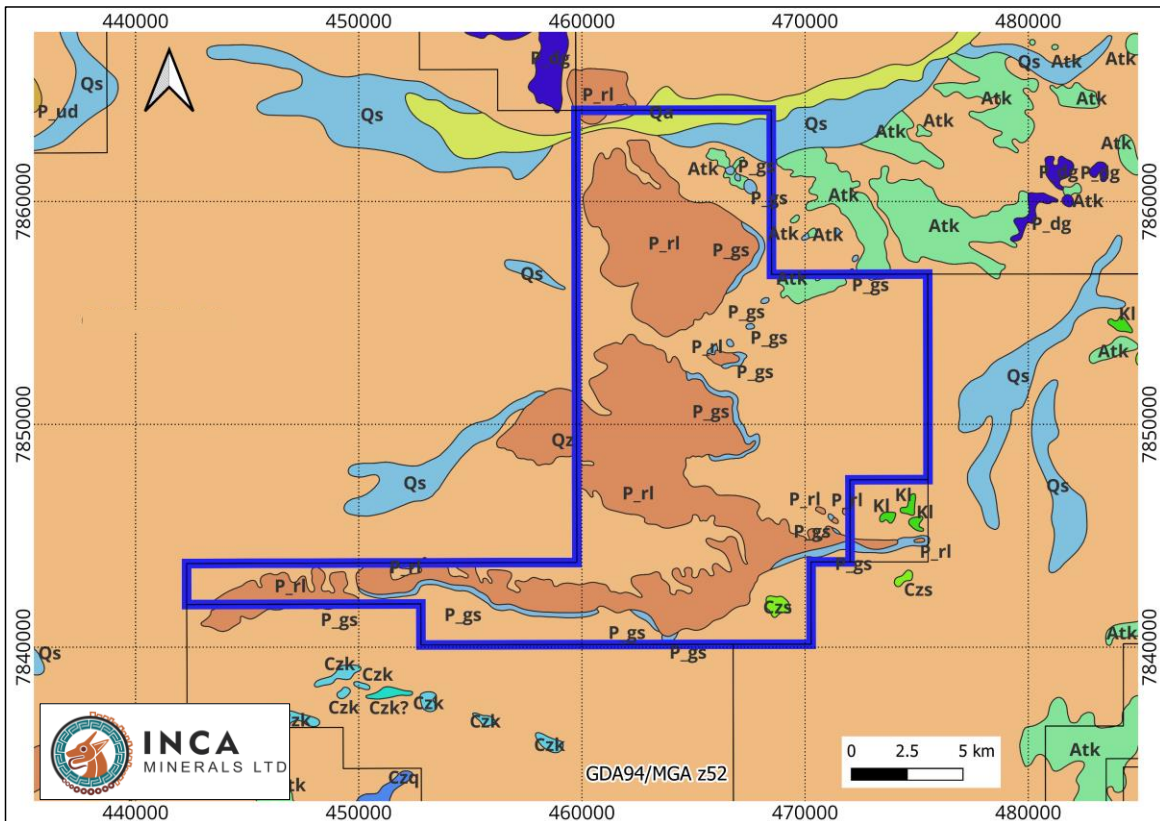 440000 450000 460000 470000 480000
P_dg
Qs
P_ud
P_rl
Qs
Qa
Qs
Qs
Atk
Atk
Atk
Atk
Atk
Atk
P_gs
P_gs
Atk
P_dg
P_dg
Atk
P_dg
Atk
Atk
Atk
7860000
7860000
P_rl
P_gs
Qs
Atk
P_gs
P_gs
P_gs
P_rl
P_gs
Kl
Atk
Qs
P_gs
7850000
7850000
Qz
Qs
P_rl
Qs
P_rl
P_rl
Kl
Kl
Kl
P_gs
P_rl
P_gs
P_rl
P_rl
Czs
Czs
P_gs
P_gs
P_gs
P_gs
Atk
7840000
7840000
Qs
Czk
Czk
Czk
Czk?
Czk
Czk
Czk
zk
Atk
Czq
tk
INCA
MINERALS LTD
GDA94/MGA z52
0 2.5 5 km
440000 450000 460000 470000 480000